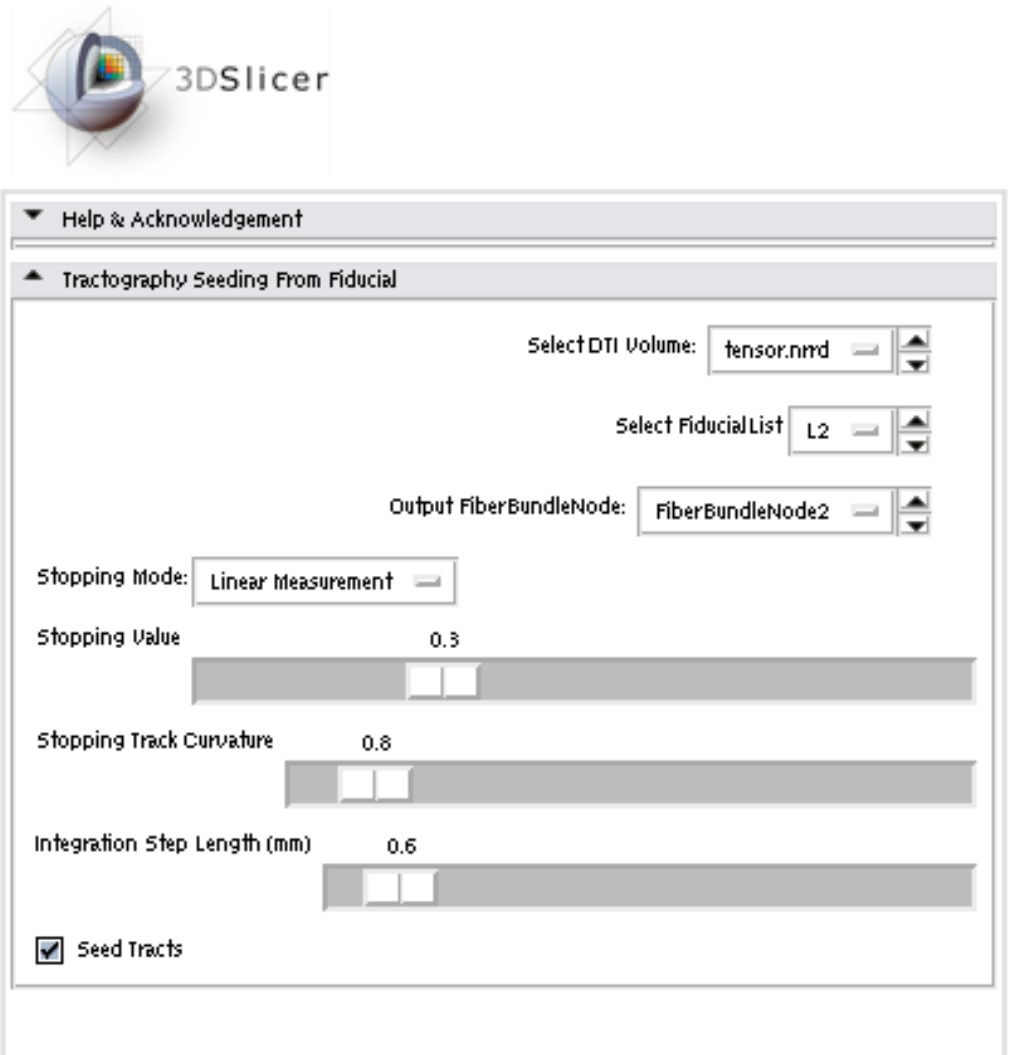 3DSlicer
Help & Acknowledgement
Tractography Seeding From Fiducial
Select DTI Volume: tensor.nrrd
Select FiducialList L2
Output FiberBundleNode: FiberBundleNode2
Stopping Mode: Linear Measurement
Stopping Value 0.3
Stopping Track Curvature 0.8
Integration Step Length (mm) 0.6
Seed Tracts